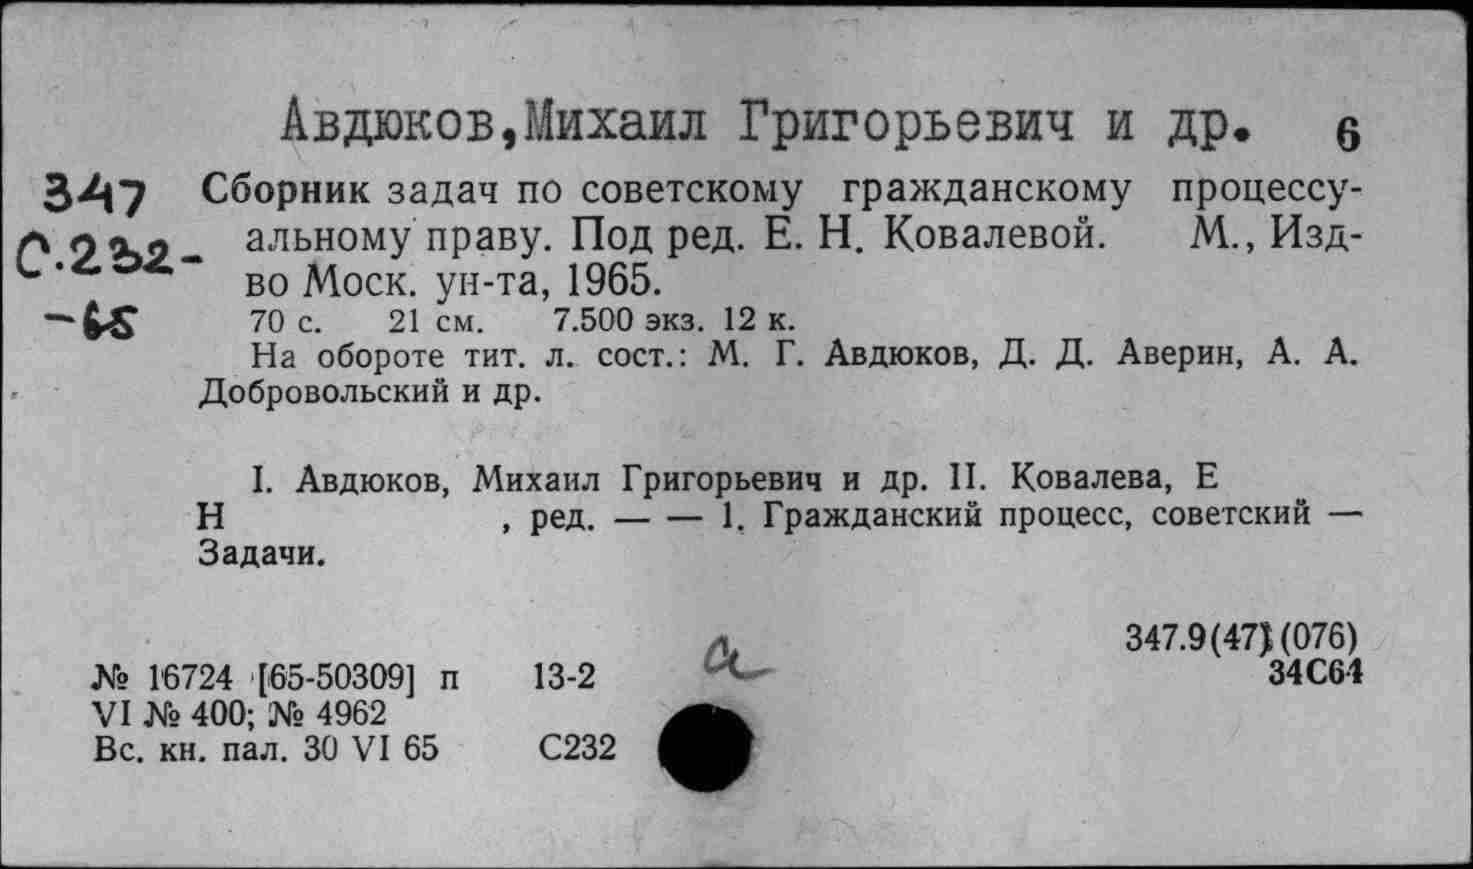 Авдюков,Михаил Григорьевич и др. 6
347 Сборник задач по советскому гражданскому процессу-
С.232- альному праву. Под ред. Е. Н. Ковалевой. М., Изд-
во Моск. ун-та, 1965.
-65 70 с. 21 см. 7.500 экз. 12 к.
На обороте тит. л. сост.: М. Г. Авдюков, Д. Д. Аверин, А. А.
Добровольский и др.
I. Авдюков, Михаил Григорьевич и др. II. Ковалева, Е
Н , ред. — — 1. Гражданский процесс, советский —
Задачи.
347.9(47)(076)
№ 16724 [65-50309] п 13-2 34С64
VI № 400; № 4962
Вс. кн. пал. 30 VI 65 С232